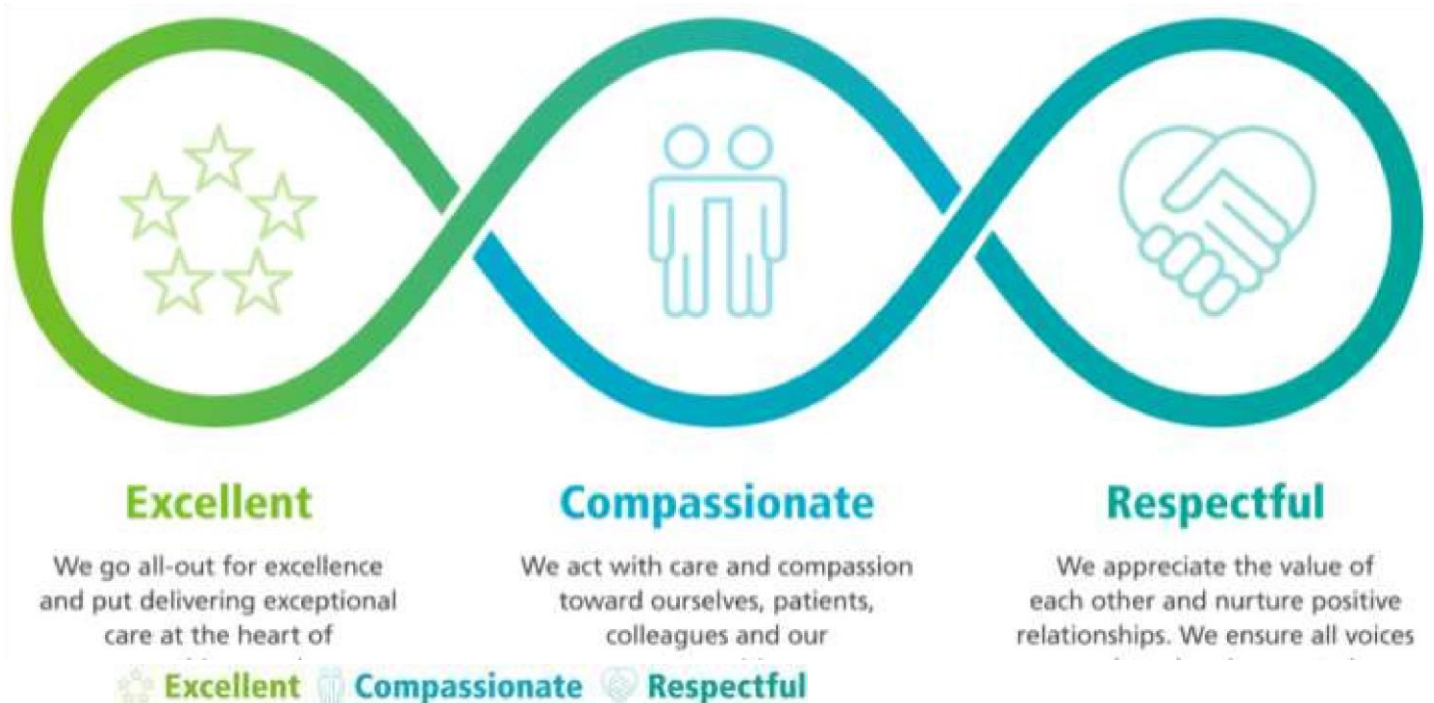 Excellent
We go all-out for excellence
and put delivering exceptional
care at the heart of
Compassionate
We act with care and compassion
toward ourselves, patients,
colleagues and our
Respectful
We appreciate the value of
each other and nurture positive
relationships. We ensure all voices
Excellent Compassionate Respectful